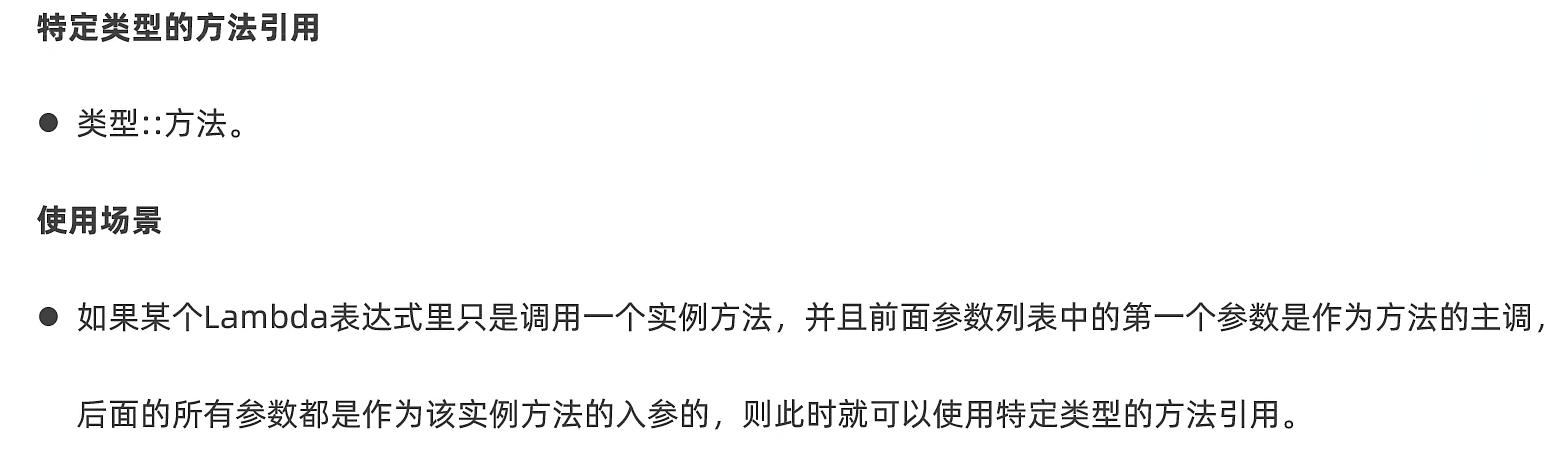 特定类型的方法引用
● 类型::方法。
使用场景
● 如果某个Lambda表达式里只是调用一个实例方法，并且前面参数列表中的第一个参数是作为方法的主调，
后面的所有参数都是作为该实例方法的入参的，则此时就可以使用特定类型的方法引用。